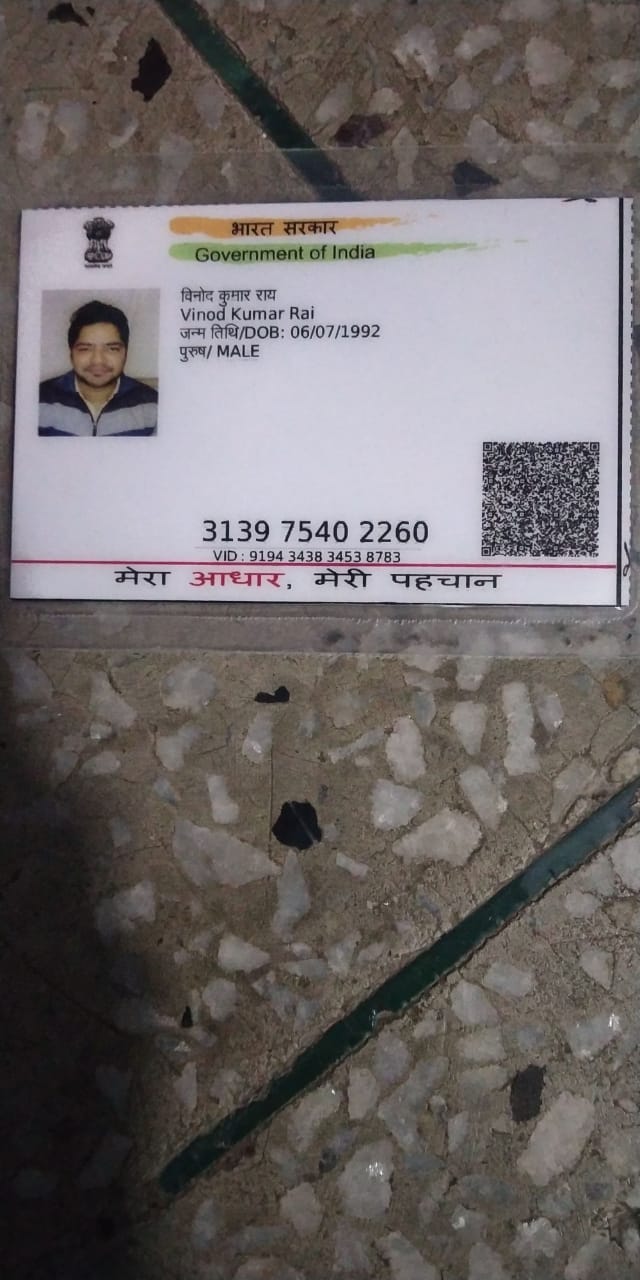 भारत सरकार
Government of India
विनोद कुमार राय
Vinod Kumar Rai
जन्म तिथि/DOB: 06/07/1992
पुरुष/ MALE
3139 7540 2260
VID : 9194 3438 3453 8783
मेरा आधार, मेरी पहचान